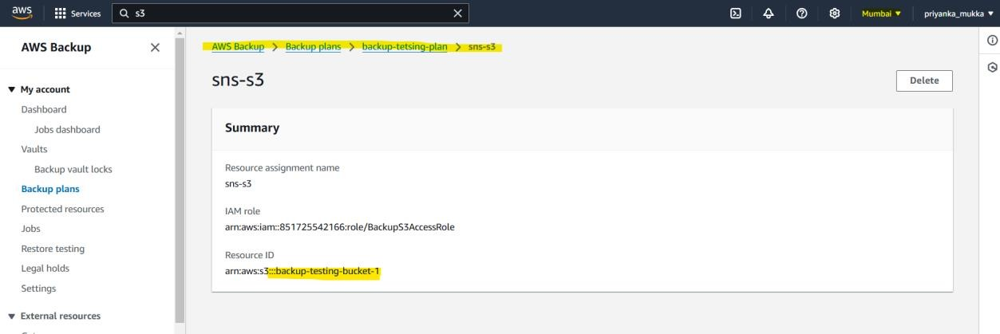 aws Services s3 Mumbai ▼ priyanka_mukka ▼
AWS Backup
▼ My account
Dashboard
Jobs dashboard
Vaults
Backup vault locks
Backup plans
Protected resources
Jobs
Restore testing
Legal holds
Settings
▼ External resources
AWS Backup > Backup plans > backup-tetsing-plan > sns-s3
sns-s3
Delete
Summary
Resource assignment name
sns-s3
IAM role
arn:aws:iam::851725542166:role/BackupS3AccessRole
Resource ID
arn:aws:s3:::backup-testing-bucket-1